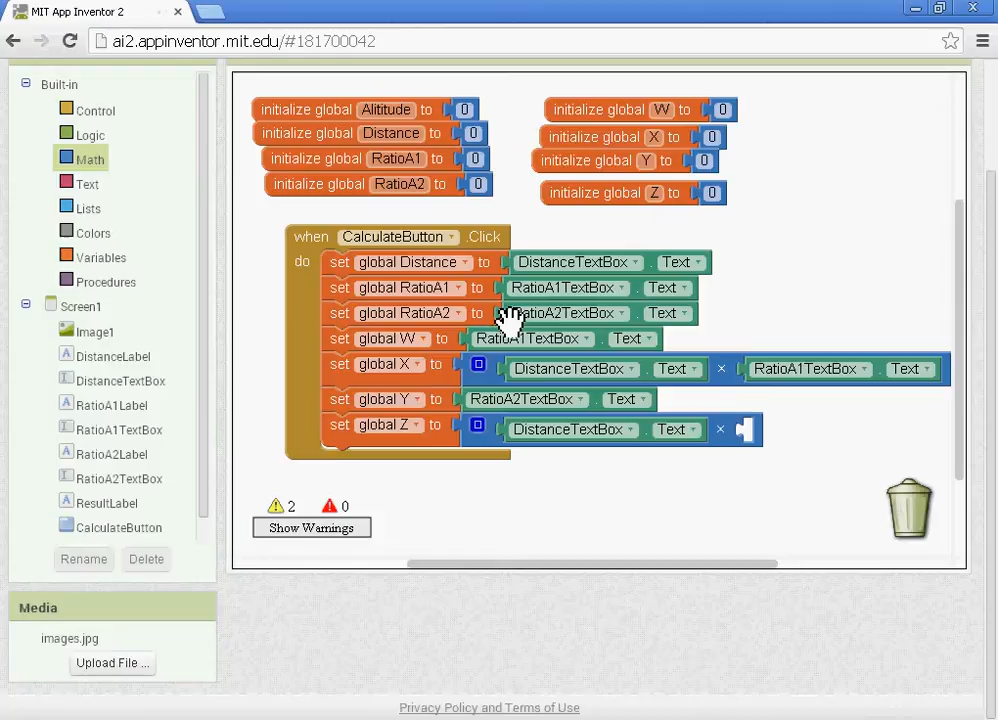 MIT App Inventor 2
ai2.appinventor.mit.edu/#181700042
Built-in
Control
Logic
Math
Text
Lists
Colors
Variables
Procedures
Screen1
Image1
DistanceLabel
DistanceTextBox
RatioA1Label
RatioA1TextBox
RatioA2Label
RatioA2TextBox
ResultLabel
CalculateButton
Rename Delete
Media
images.jpg
Upload File ...
initialize global Alititude to 0
initialize global Distance to 0
initialize global RatioA1 to 0
initialize global RatioA2 to 0
initialize global W to 0
initialize global X to 0
initialize global Y to 0
initialize global Z to 0
when CalculateButton .Click
do set global Distance to DistanceTextBox . Text
set global RatioA1 to RatioA1TextBox . Text
set global RatioA2 to RatioA2TextBox . Text
set global W to RatioA1TextBox . Text
set global X to DistanceTextBox . Text × RatioA1TextBox . Text
set global Y to RatioA2TextBox . Text
set global Z to DistanceTextBox . Text ×
2 0
Show Warnings
Privacy Policy and Terms of Use